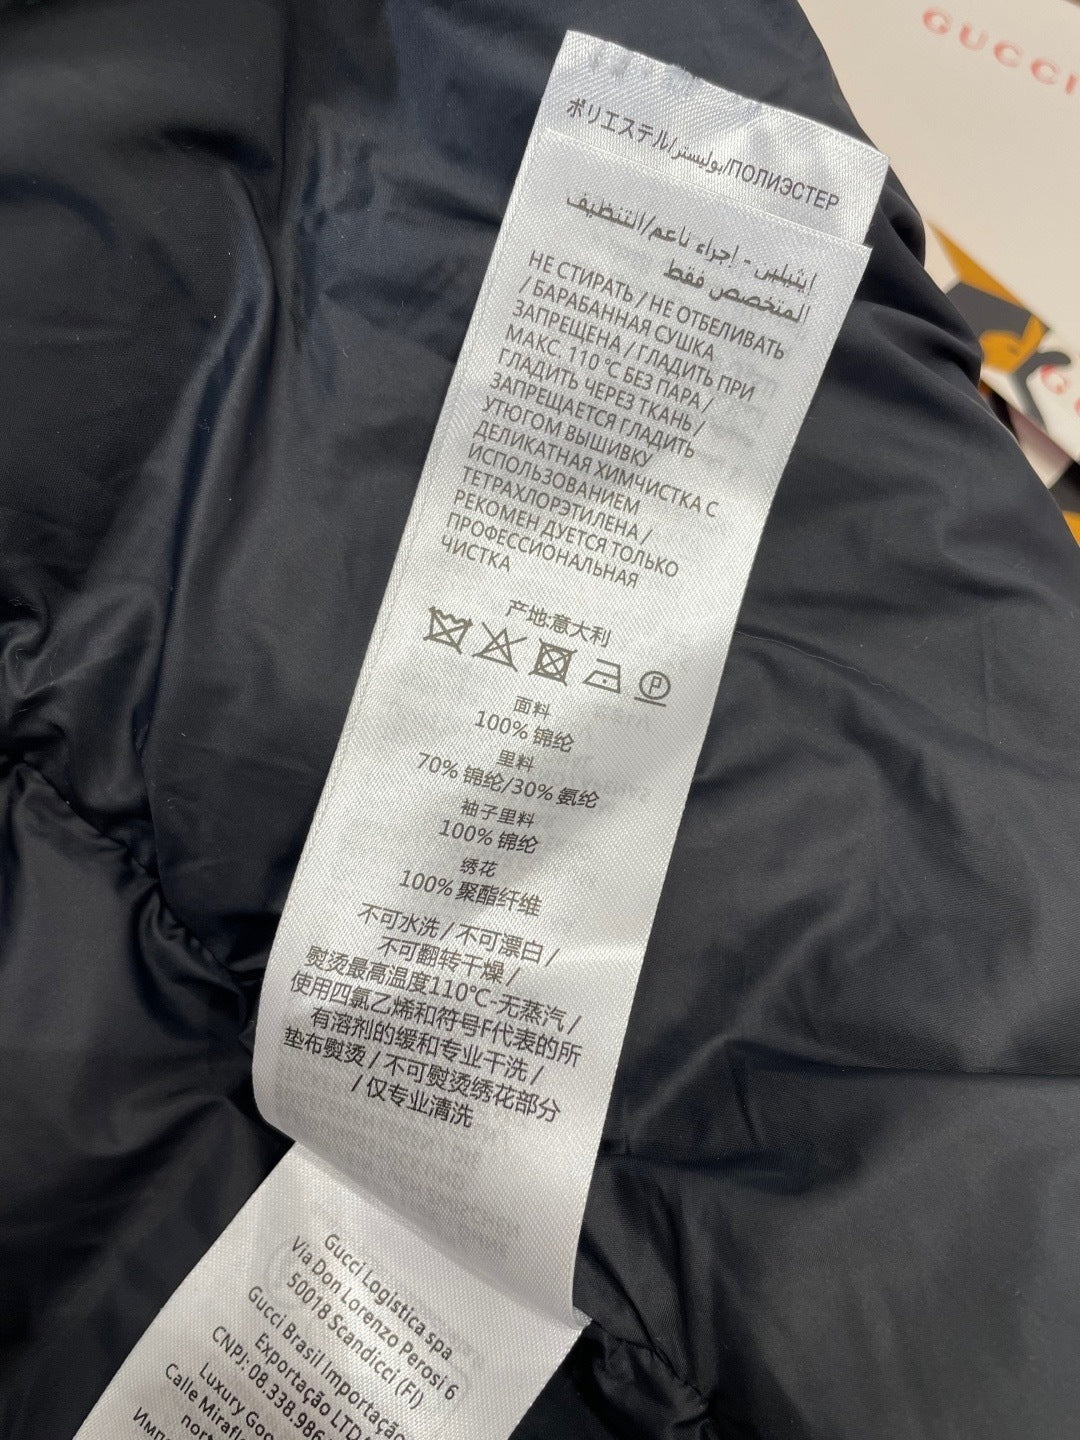 GUCCI
ポリエステル/بوليستر/ПОЛИЭСТ�ER
إجراء ناعم/التنظيف
المتخصص فقط
НЕ СТИРАТЬ / НЕ ОТБЕЛИВАТЬ
/ БАРАБАННАЯ СУШКА
ЗАПРЕЩЕНА / ГЛАДИТЬ ПРИ
МАКС. 110 °C БЕЗ ПАРА /
ГЛАДИТЬ ЧЕРЕЗ ТКАНЬ /
ЗАПРЕЩАЕТСЯ ГЛАДИТЬ
УТЮГОМ ВЫШИВКУ
ДЕЛИКАТНАЯ ХИМЧИСТКА С
ИСПОЛЬЗОВАНИЕМ
ТЕТРАХЛОРЭТИЛЕНА /
РЕКОМЕН ДУЕТСЯ ТОЛЬКО
ПРОФЕССИОНАЛЬНАЯ
ЧИСТКА
产地:意大利
P
面料
100% 锦纶
里料
70% 锦纶/30% 氨纶
袖子里料
100% 锦纶
绣花
100% 聚酯纤维
不可水洗 / 不可漂白 /
不可翻转干燥 /
熨烫最高温度110°C-无蒸汽 /
使用四氯乙烯和符号F代表的所
有溶剂的缓和专业干洗 /
垫布熨烫 / 不可熨烫绣花部分
/ 仅专业清洗
Gucci Logistica spa
Via Don Lorenzo Perosi 6
50018 Scandicci (FI)
Gucci Brasil Importação
Exportação LTDA
CNPJ: 08.338.986
Luxury Goo
Calle Miraflo
nort
Импо